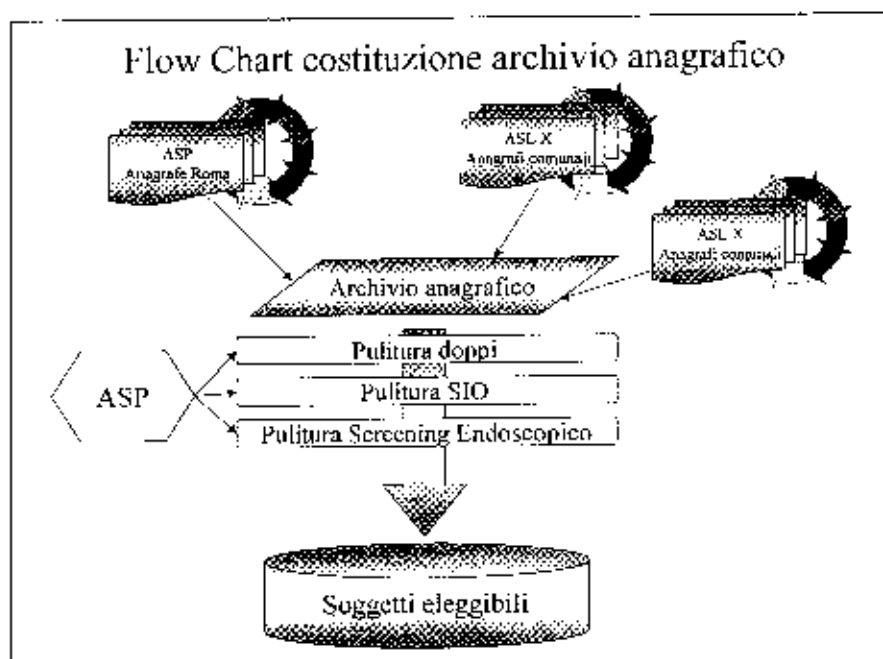 Flow Chart costituzione archivio anagrafico
ASP
Anagrafe Roma
ASL X
comunali
ASL X
Anagrafi comunali
Archivio anagrafico
Pulitura doppi
ASP
Pulitura SIO
Pulitura Screening Endoscopico
Soggetti eleggibili